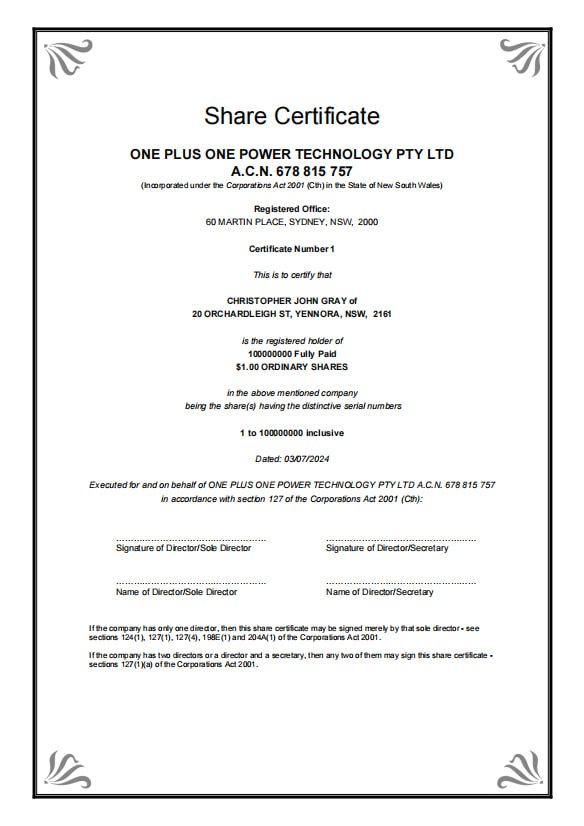 Share Certificate
ONE PLUS ONE POWER TECHNOLOGY PTY LTD
A.C.N. 678 815 757
(Incorporated under the Corporations Act 2001 (Cth) in the State of New South Wales)
Registered Office:
60 MARTIN PLACE, SYDNEY, NSW, 2000
Certificate Number 1
This is to certify that
CHRISTOPHER JOHN GRAY of
20 ORCHARDLEIGH ST, YENNORA, NSW, 2161
is the registered holder of
100000000 Fully Paid
$1.00 ORDINARY SHARES
in the above mentioned company
being the share(s) having the distinctive serial numbers
1 to 100000000 inclusive
Dated: 03/07/2024
Executed for and on behalf of ONE PLUS ONE POWER TECHNOLOGY PTY LTD A.C.N. 678 815 757
in accordance with section 127 of the Corporations Act 2001 (Cth):
Signature of Director/Sole Director
Signature of Director/Secretary
Name of Director/Sole Director
Name of Director/Secretary
If the company has only one director, then this share certificate may be signed merely by that sole director - see
sections 124(1), 127(1), 127(4), 198E(1) and 204A(1) of the Corporations Act 2001.
If the company has two directors or a director and a secretary, then any two of them may sign this share certificate -
sections 127(1)(a) of the Corporations Act 2001.